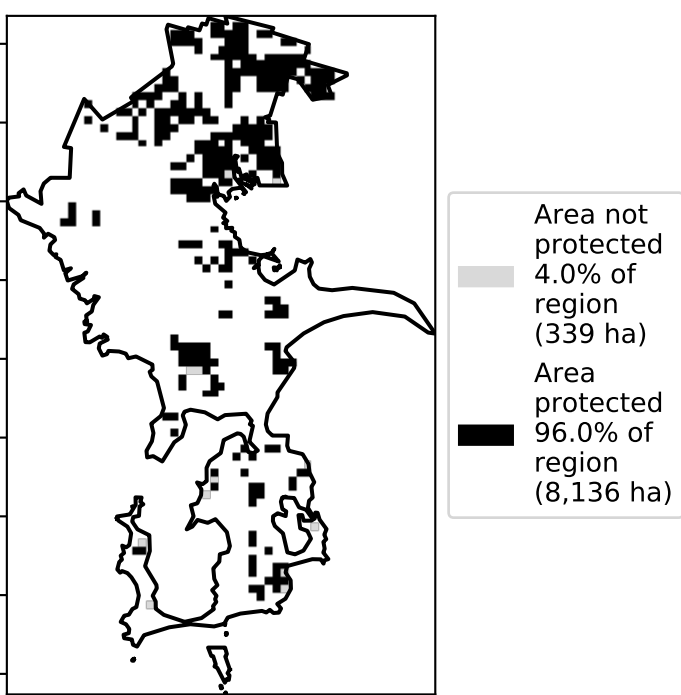 Area not
protected
4.0% of
region
(339 ha)
Area
protected
96.0% of
region
(8,136 ha)